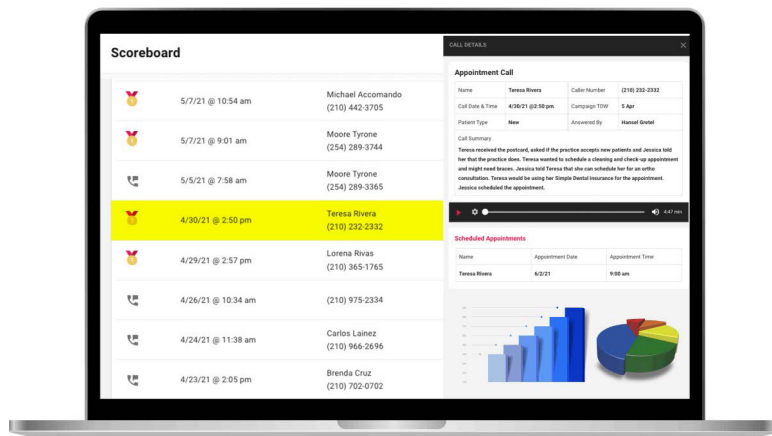 Scoreboard
5/7/21 @ 10:54 am
Michael Accomando
(210) 442-3705
5/7/21 @ 9:01 am
Moore Tyrone
(254) 289-3744
5/5/21 @ 7:58 am
Moore Tyrone
(254) 289-3365
4/30/21 @ 2:50 pm
Teresa Rivera
(210) 232-2332
4/29/21 @ 2:57 pm
Lorena Rivas
(210) 365-1765
4/26/21 @ 10:34 am
(210) 975-2334
4/24/21 @ 11:38 am
Carlos Lainez
(210) 966-2696
4/23/21 @ 2:05 pm
Brenda Cruz
(210) 702-0702
CALL DETAILS
Appointment Call
Name Teresa Rivera Caller Number (210) 232-2332
Call Date & Time 4/30/21 @2:50 pm Campaign TDW 5 Apr
Patient Type New Answered By Hansel Gretel
Call Summary
Teresa received the postcard, asked if the practice accepts new patients and Jessica told
her that the practice does. Teresa wanted to schedule a cleaning and check-up appointment
and might need braces. Jessica told Teresa that she can schedule her for an ortho
consultation. Teresa would be using her Simple Dental Insurance for the appointment.
Jessica scheduled the appointment.
4:47 min
Scheduled Appointments
Name Appointment Date Appointment Time
Teresa Rivera 6/2/21 9:00 am